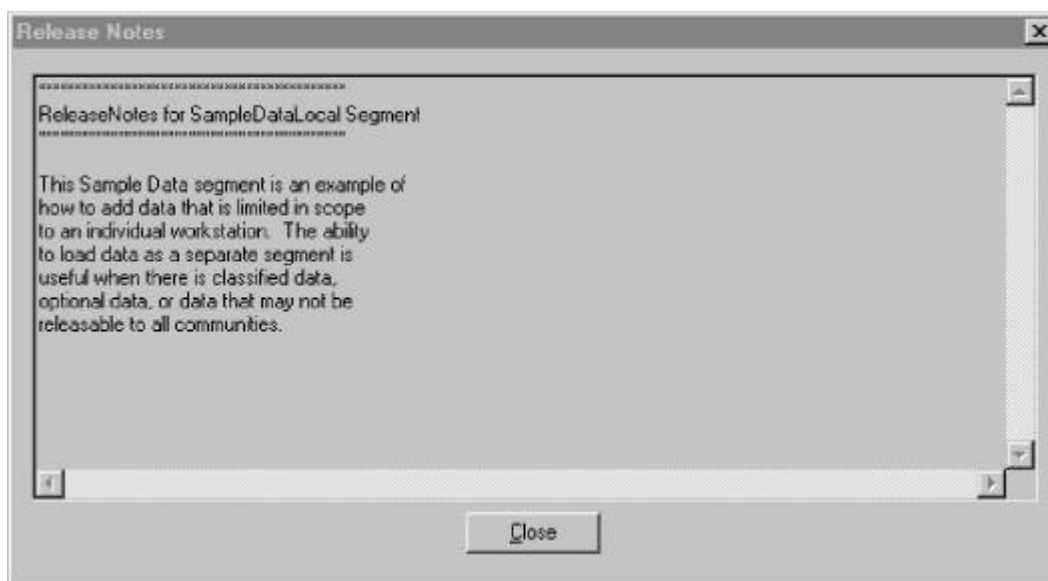 Release Notes
ReleaseNotes for SampleDataLocal Segment
This Sample Data segment is an example of
how to add data that is limited in scope
to an individual workstation. The ability
to load data as a separate segment is
useful when there is classified data,
optional data, or data that may not be
releasable to all communities.
Close